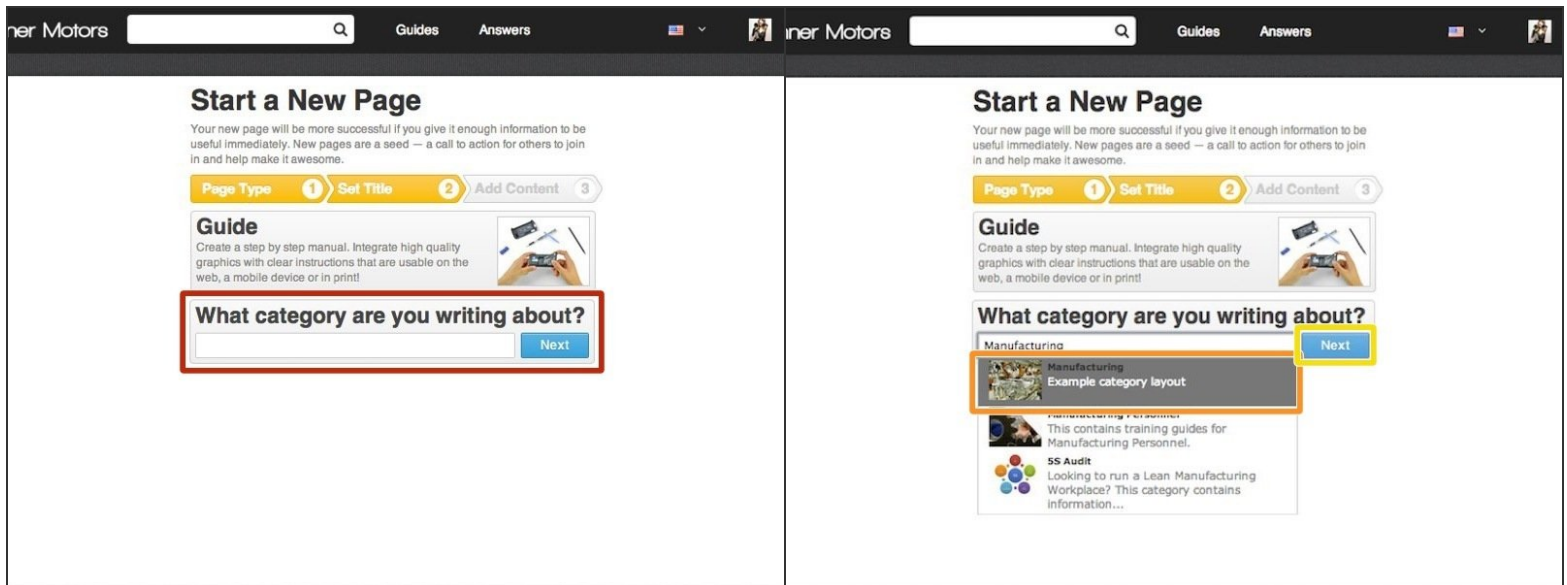 ner Motors
Guides
Answers
Start a New Page
Your new page will be more successful if you give it enough information to be
useful immediately. New pages are a seed — a call to action for others to join
in and help make it awesome.
Page Type 1 Set Title 2 Add Content 3
Guide
Create a step by step manual. Integrate high quality
graphics with clear instructions that are usable on the
web, a mobile device or in print!
What category are you writing about?
Next
nner Motors
Guides
Answers
Start a New Page
Your new page will be more successful if you give it enough information to be
useful immediately. New pages are a seed — a call to action for others to join
in and help make it awesome.
Page Type 1 Set Title 2 Add Content 3
Guide
Create a step by step manual. Integrate high quality
graphics with clear instructions that are usable on the
web, a mobile device or in print!
What category are you writing about?
Manufacturing
Next
Manufacturing
Example category layout
Manufacturing Personnel
This contains training guides for
Manufacturing Personnel.
5S Audit
Looking to run a Lean Manufacturing
Workplace? This category contains
information...